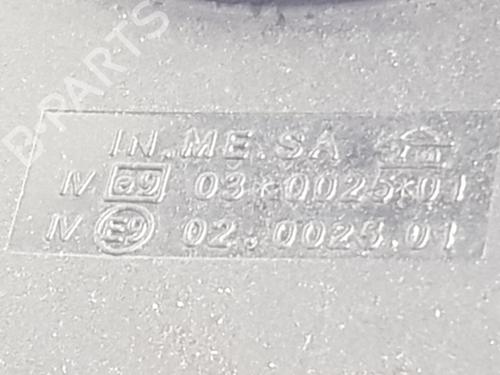 B-PARTS
IN.ME.SA
IV e9 03*0025*01
IV E9 02.0025.01